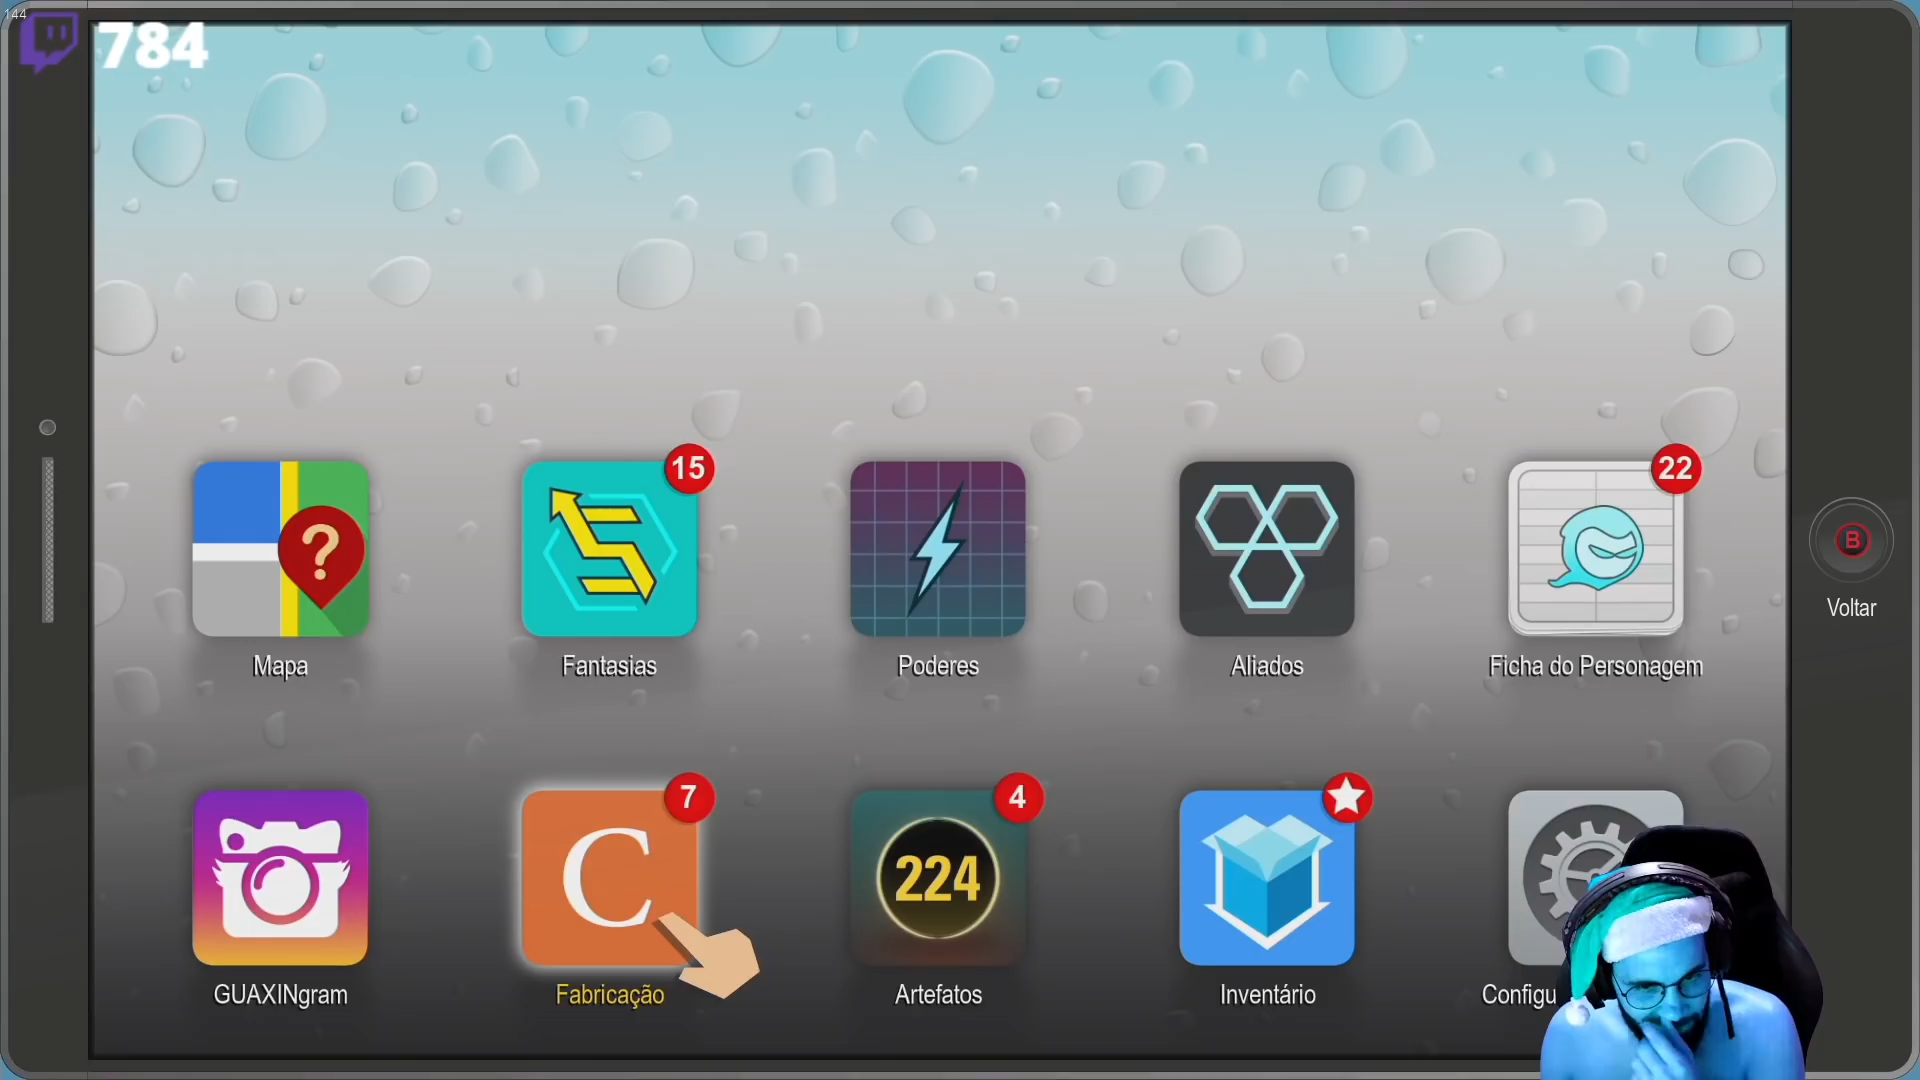 144
784
15
22
?
B
Voltar
Mapa
Fantasias
Poderes
Aliados
Ficha do Personagem
7
4
C
224
GUAXINgram
Fabricação
Artefatos
Inventário
Configu